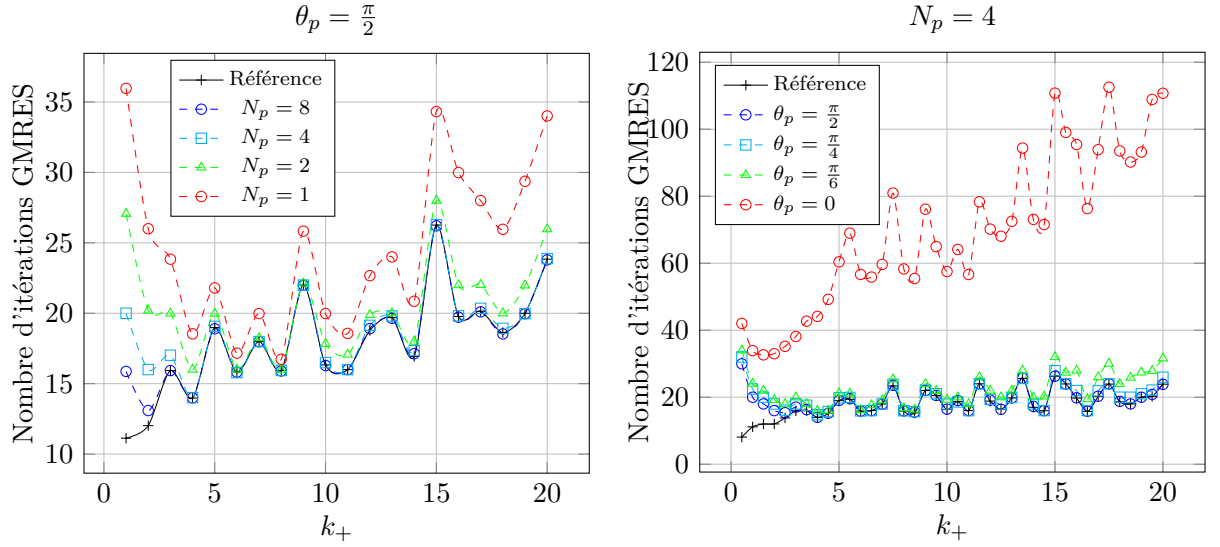 θ_p = π/2
Nombre d'itérations GMRES
35
30
25
20
15
10
0 5 10 15 20
k₊
Référence
N_p = 8
N_p = 4
N_p = 2
N_p = 1
N_p = 4
Nombre d'itérations GMRES
120
100
80
60
40
20
0
0 5 10 15 20
k₊
Référence
θ_p = π/2
θ_p = π/4
θ_p = π/6
θ_p = 0